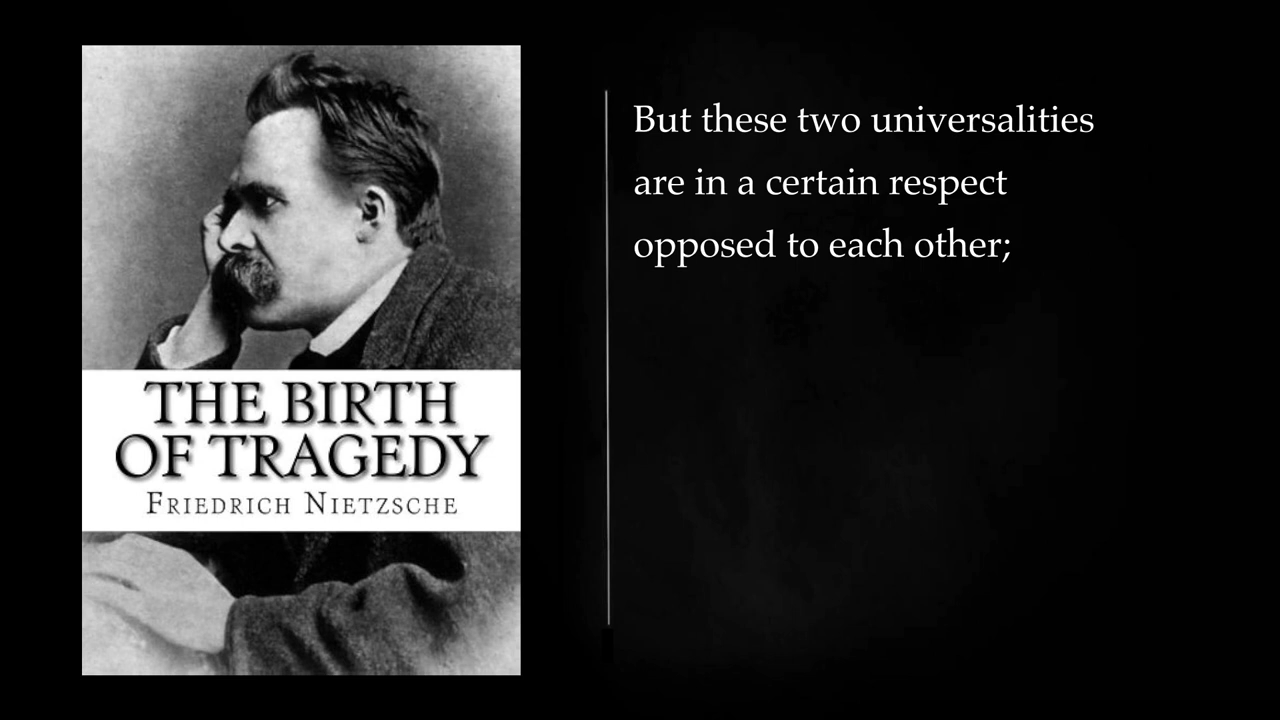 THE BIRTH
OF TRAGEDY
FRIEDRICH NIETZSCHE
But these two universalities
are in a certain respect
opposed to each other;